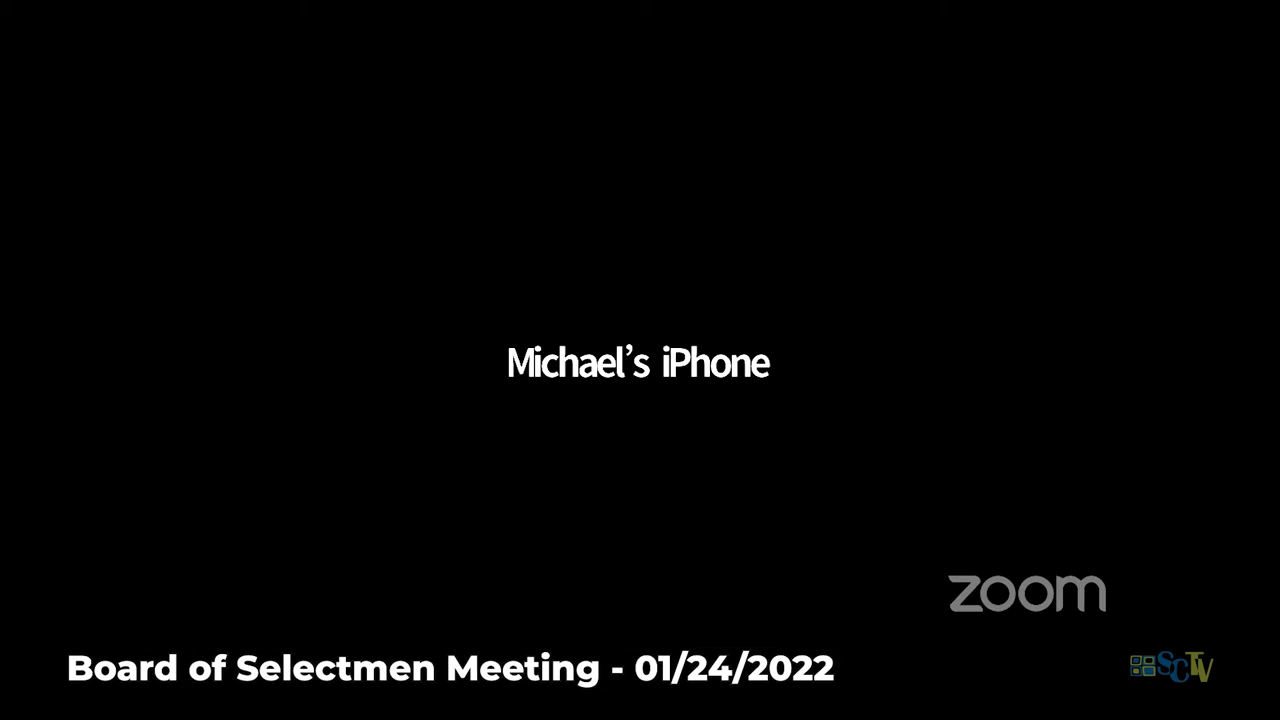 Michael’s iPhone
zoom
Board of Selectmen Meeting - 01/24/2022
SCTV